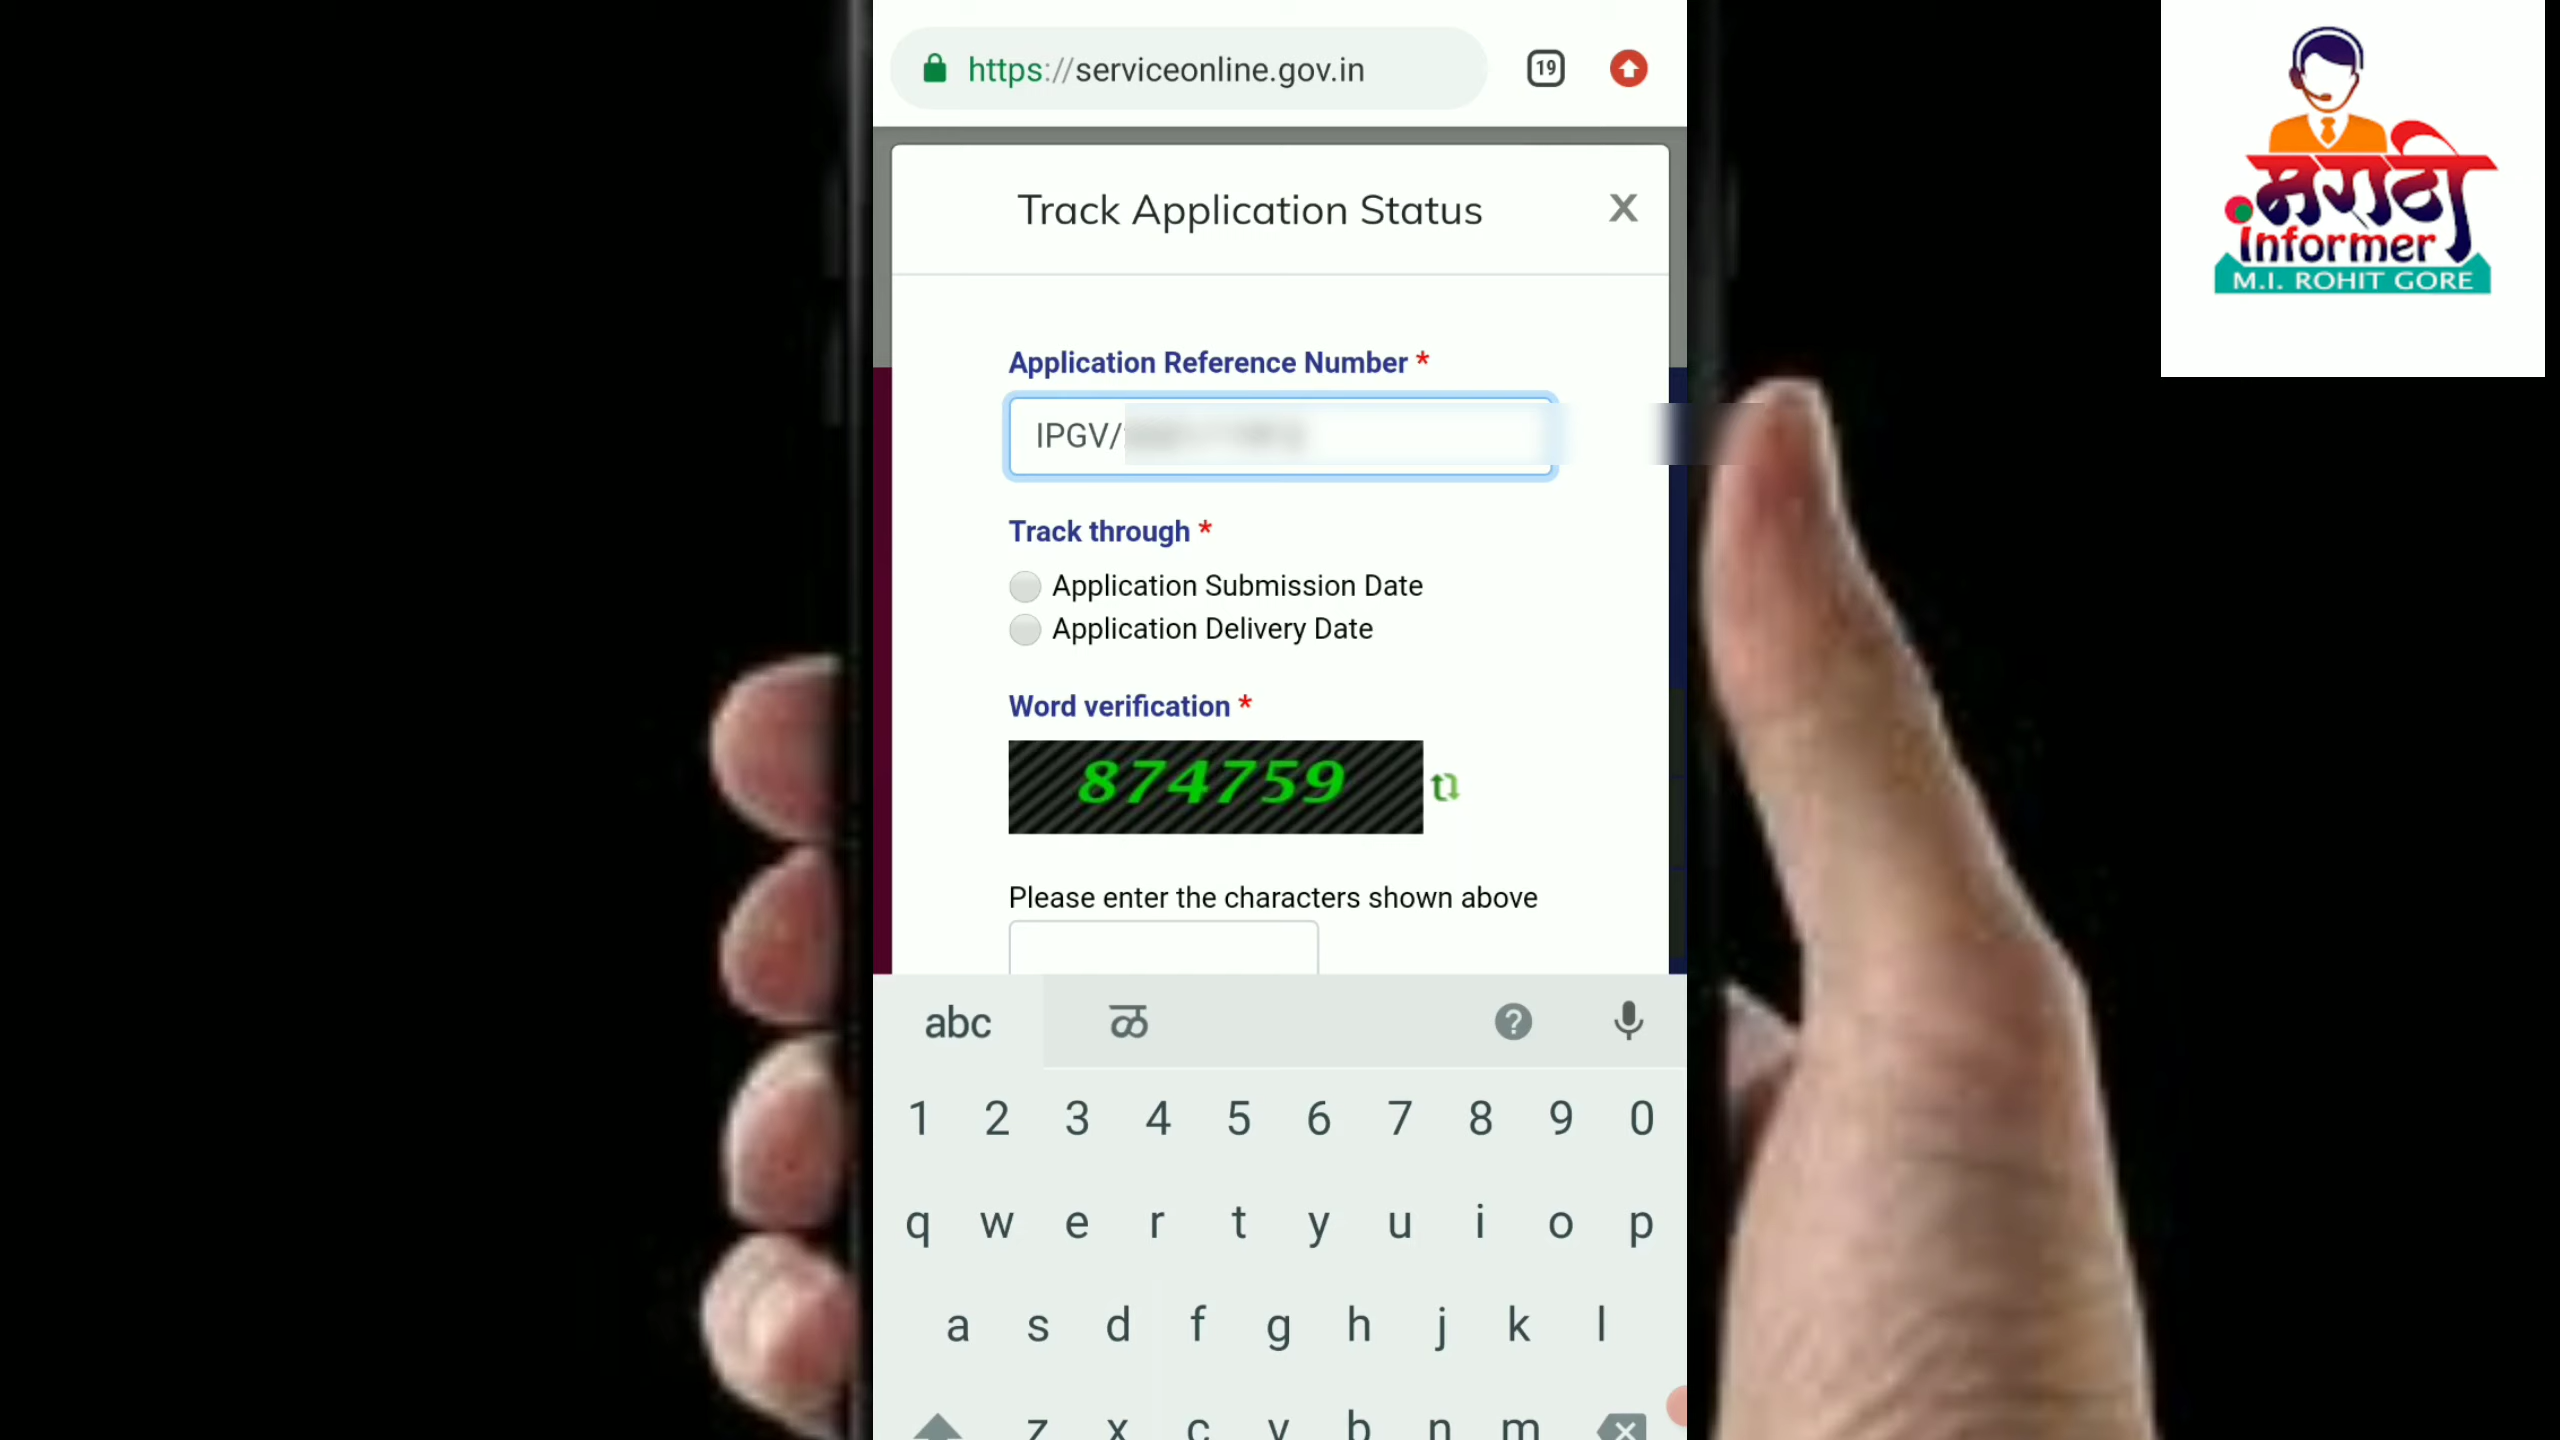 https://serviceonline.gov.in
19
Track Application Status
X
Application Reference Number *
IPGV/
Track through *
Application Submission Date
Application Delivery Date
Word verification *
874759
Please enter the characters shown above
abc ळ ?
1 2 3 4 5 6 7 8 9 0
q w e r t y u i o p
a s d f g h j k l
z x c v b n m
मराठी
Informer
M.I. ROHIT GORE